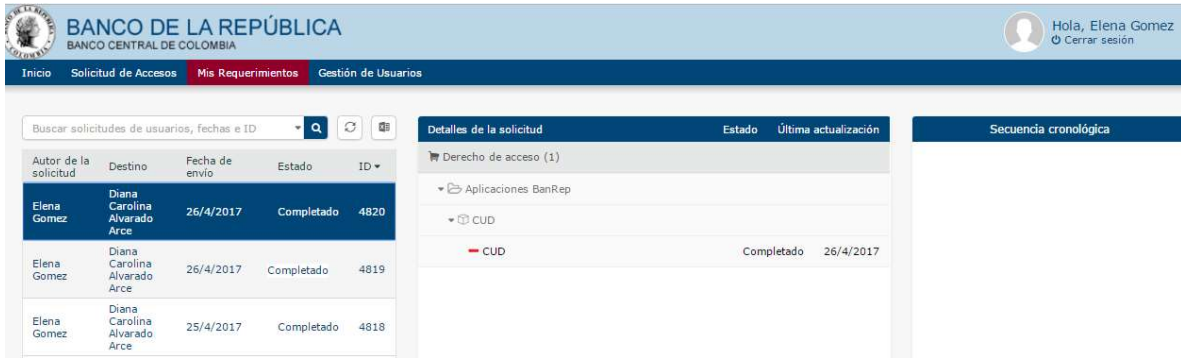 BANCO DE LA REPÚBLICA
BANCO CENTRAL DE COLOMBIA
Hola, Elena Gomez
Cerrar sesión
Inicio Solicitud de Accesos Mis Requerimientos Gestión de Usuarios
Buscar solicitudes de usuarios, fechas e ID
Autor de la solicitud Destino Fecha de envío Estado ID
Elena Gomez Diana Carolina Alvarado Arce 26/4/2017 Completado 4820
Elena Gomez Diana Carolina Alvarado Arce 26/4/2017 Completado 4819
Elena Gomez Diana Carolina Alvarado Arce 25/4/2017 Completado 4818
Detalles de la solicitud Estado Última actualización
Derecho de acceso (1)
Aplicaciones BanRep
CUD
CUD Completado 26/4/2017
Secuencia cronológica